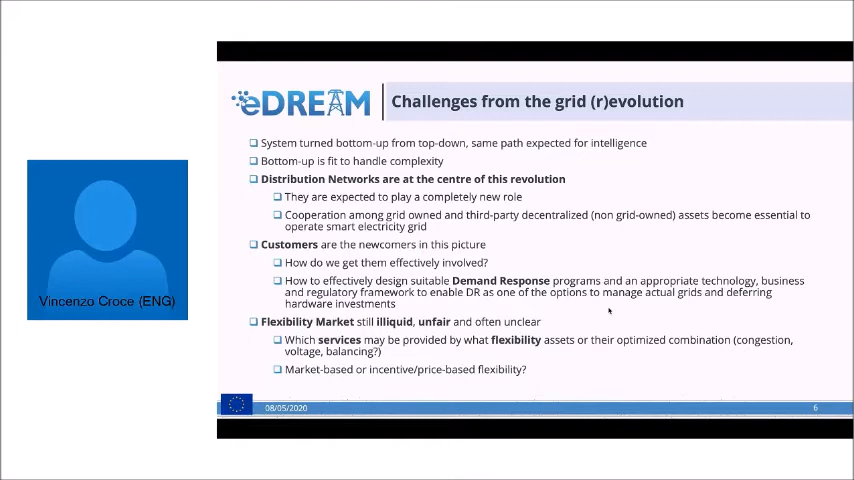 eDREAM
Challenges from the grid (r)evolution
System turned bottom-up from top-down, same path expected for intelligence
Bottom-up is fit to handle complexity
Distribution Networks are at the centre of this revolution
They are expected to play a completely new role
Cooperation among grid owned and third-party decentralized (non grid-owned) assets become essential to
operate smart electricity grid
Customers are the newcomers in this picture
How do we get them effectively involved?
How to effectively design suitable Demand Response programs and an appropriate technology, business
and regulatory framework to enable DR as one of the options to manage actual grids and deferring
hardware investments
Flexibility Market still illiquid, unfair and often unclear
Which services may be provided by what flexibility assets or their optimized combination (congestion,
voltage, balancing?)
Market-based or incentive/price-based flexibility?
08/05/2020
6
Vincenzo Croce (ENG)